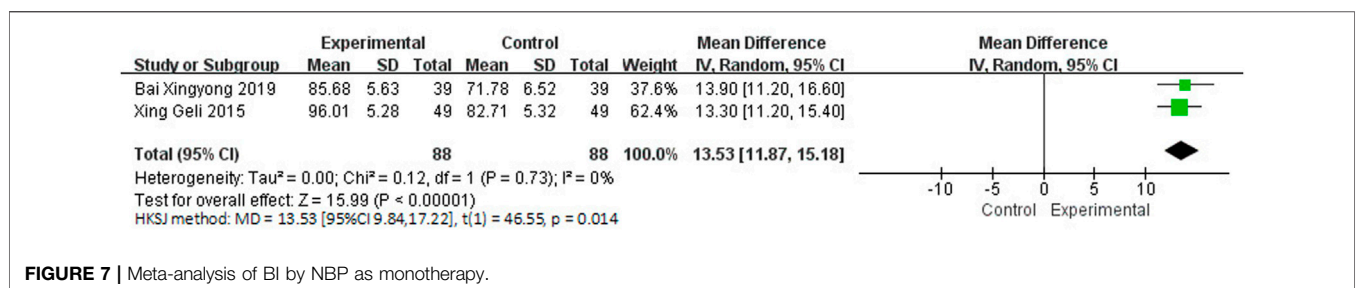 Experimental Control Mean Difference Mean Difference
Study or Subgroup Mean SD Total Mean SD Total Weight IV, Random, 95% CI IV, Random, 95% CI
Bai Xingyong 2019 85.68 5.63 39 71.78 6.52 39 37.6% 13.90 [11.20, 16.60]
Xing Geli 2015 96.01 5.28 49 82.71 5.32 49 62.4% 13.30 [11.20, 15.40]
Total (95% CI) 88 88 100.0% 13.53 [11.87, 15.18]
Heterogeneity: Tau² = 0.00; Chi² = 0.12, df = 1 (P = 0.73); I² = 0%
Test for overall effect: Z = 15.99 (P < 0.00001)
HKSJ method: MD = 13.53 [95%CI 9.84,17.22], t(1) = 46.55, p = 0.014
-10 -5 0 5 10
Control Experimental
FIGURE 7 | Meta-analysis of BI by NBP as monotherapy.